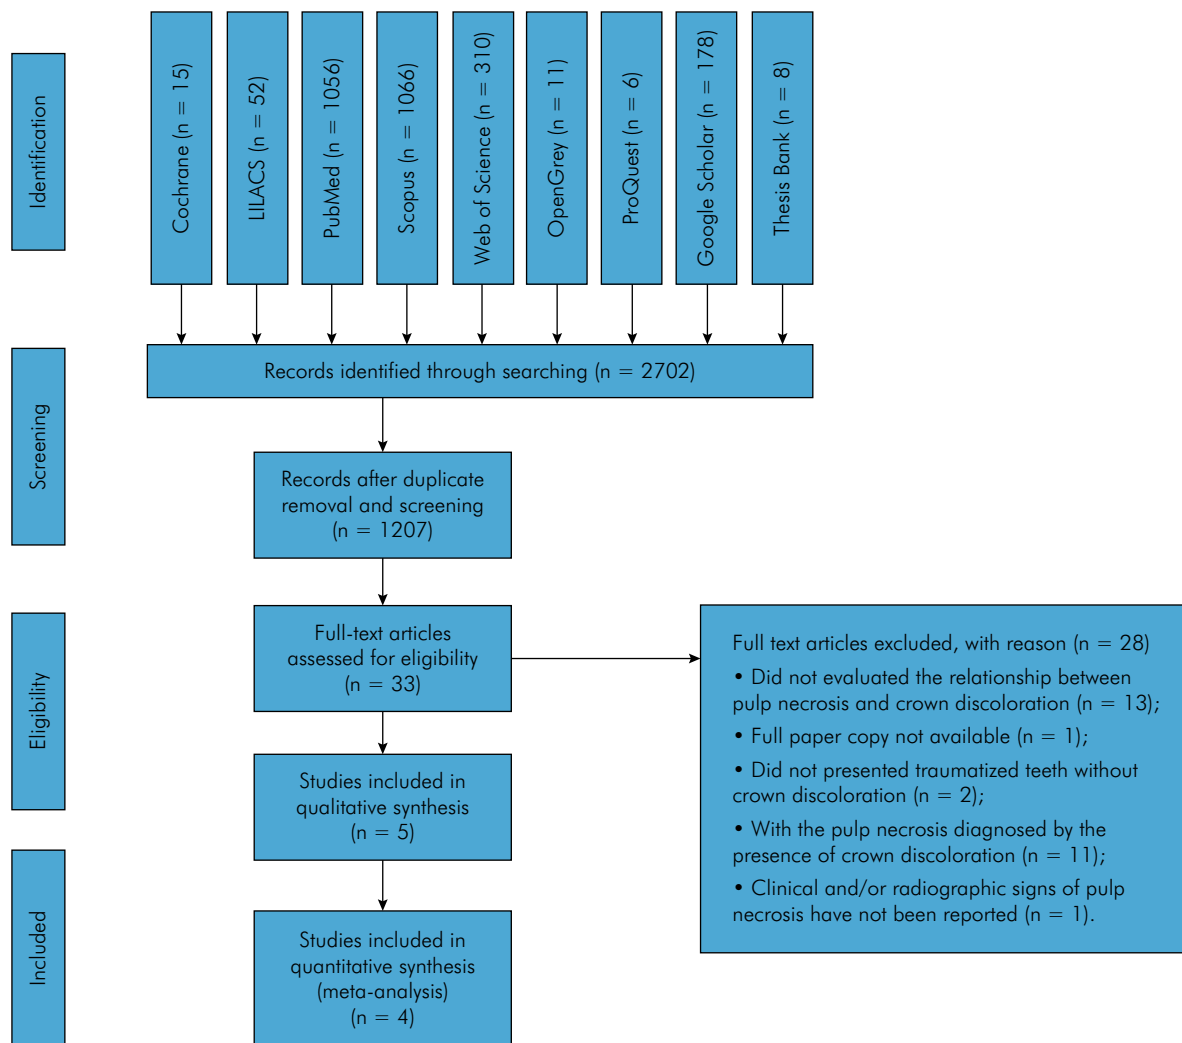 Identification
Cochrane (n = 15)
LILACS (n = 52)
PubMed (n = 1056)
Scopus (n = 1066)
Web of Science (n = 310)
OpenGrey (n = 11)
ProQuest (n = 6)
Google Scholar (n = 178)
Thesis Bank (n = 8)
Screening
Records identified through searching (n = 2702)
Records after duplicate
removal and screening
(n = 1207)
Eligibility
Full-text articles
assessed for eligibility
(n = 33)
Full text articles excluded, with reason (n = 28)
• Did not evaluated the relationship between
pulp necrosis and crown discoloration (n = 13);
• Full paper copy not available (n = 1);
• Did not presented traumatized teeth without
crown discoloration (n = 2);
• With the pulp necrosis diagnosed by the
presence of crown discoloration (n = 11);
• Clinical and/or radiographic signs of pulp
necrosis have not been reported (n = 1).
Studies included in
qualitative synthesis
(n = 5)
Included
Studies included in
quantitative synthesis
(meta-analysis)
(n = 4)